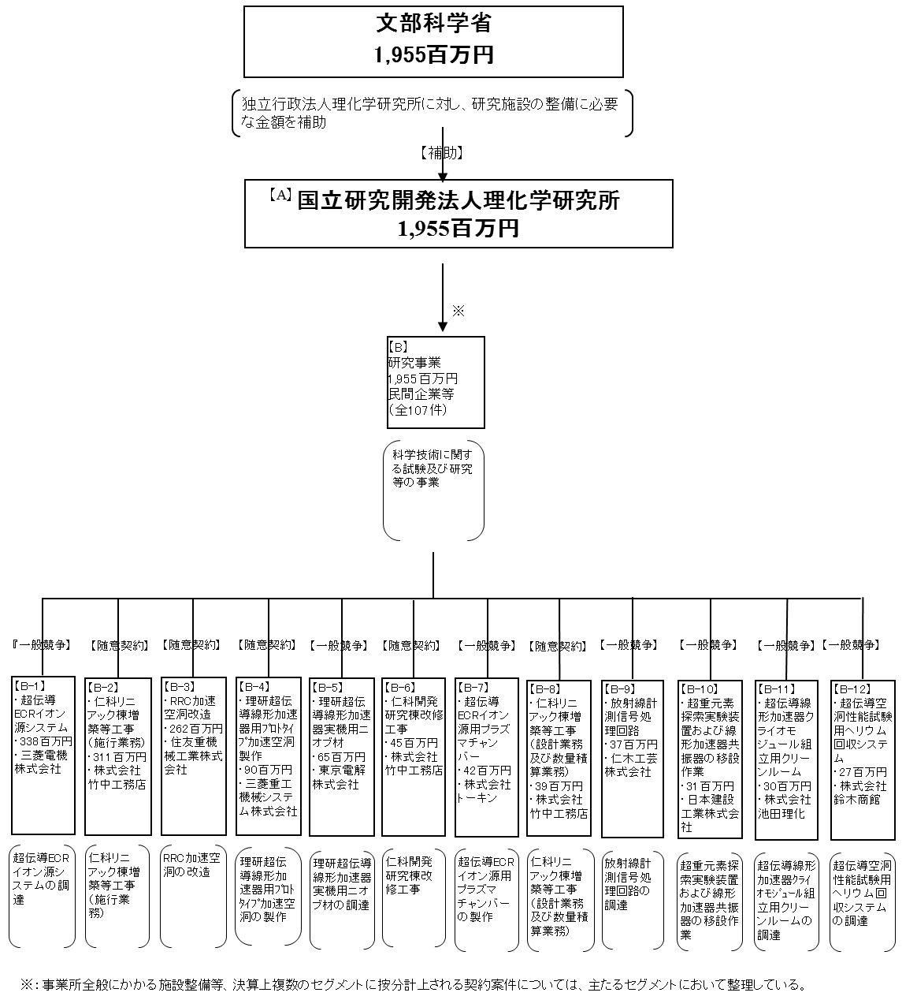 文部科学省
1,955百万円
独立行政法人理化学研究所に対し、研究施設の整備に必要
な金額を補助
【補助】
【A】国立研究開発法人理化学研究所
1,955百万円
※
【B】
研究事業
1,955百万円
民間企業等
（全107件）
科学技術に関す
る試験及び研究
等の事業
『一般競争】
【随意契約】
【随意契約】
【随意契約】
【一般競争】
【随意契約】
【一般競争】
【随意契約】
【一般競争】
【一般競争】
【一般競争】
【一般競争】
【B-1】
・超伝導
ECRイオン
源システム
・338百万円
・三菱電機
株式会社
【B-2】
・仁科リニ
アック棟増
築等工事
(施行業務)
・311百万円
・株式会社
竹中工務店
【B-3】
・RRC加速
空洞改造
・262百万円
・住友重機
械工業株式
会社
【B-4】
・理研超伝
導線形加速
器用ﾌﾟﾛﾄﾀｲ
ﾌﾟ加速空洞
製作
・90百万円
・三菱重工
機械システ
ム株式会社
【B-5】
・理研超伝
導線形加速
器実機用ニ
オブ材
・65百万円
・東京電解
株式会社
【B-6】
・仁科開発
研究棟改修
工事
・45百万円
・株式会社
竹中工務店
【B-7】
・超伝導
ECRイオン
源用プラズ
マチャン
バー
・42百万円
・株式会社
トーキン
【B-8】
・仁科リニ
アック棟増
築等工事
(設計業務
及び数量積
算業務)
・39百万円
・株式会社
竹中工務店
【B-9】
・放射線計
測信号処
理回路
・37百万円
・仁木工芸
株式会社
【B-10】
・超重元素
探索実験装
置および線
形加速器共
振器の移設
作業
・31百万円
・日本建設
工業株式会
社
【B-11】
・超伝導線
形加速器ク
ライオモ
ジュール組
立用クリー
ンルーム
・30百万円
・株式会社
池田理化
【B-12】
・超伝導空
洞性能試験
用ヘリウム
回収システ
ム
・27百万円
・株式会社
鈴木商館
超伝導ECR
イオン源シ
ステムの調
達
仁科リニ
アック棟増
築等工事
(施行業
務)
RRC加速空
洞の改造
理研超伝
導線形加
速器用ﾌﾟﾛﾄ
ﾀｲﾌﾟ加速空
洞の製作
理研超伝導
線形加速器
実機用ニオ
ブ材の調達
仁科開発
研究棟改
修工事
超伝導ECR
イオン源用
プラズマ
チャンバー
の製作
仁科リニ
アック棟増
築等工事
(設計業務
及び数量積
算業務)
放射線計
測信号処
理回路の
調達
超重元素探
索実験装置
および線形
加速器共振
器の移設作
業
超伝導線形
加速器ｸﾗｲ
ｵﾓｼﾞｭｰﾙ組
立用クリー
ンルームの
調達
超伝導空洞
性能試験用
ヘリウム回
収システム
の調達
※：事業所全般にかかる施設整備等、決算上複数のセグメントに按分計上される契約案件については、主たるセグメントにおいて整理している。